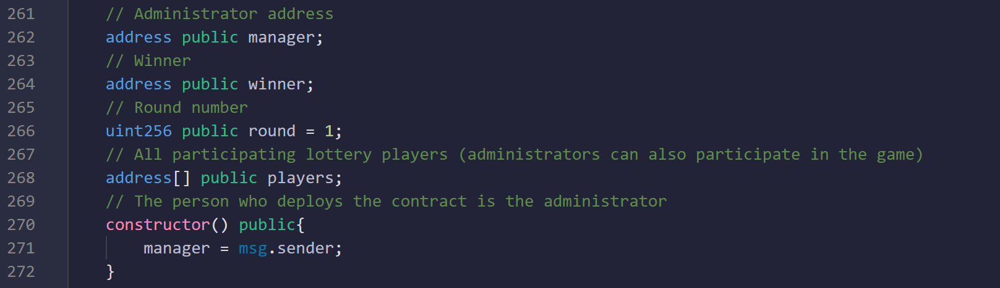 261 // Administrator address
262 address public manager;
263 // Winner
264 address public winner;
265 // Round number
266 uint256 public round = 1;
267 // All participating lottery players (administrators can also participate in the game)
268 address[] public players;
269 // The person who deploys the contract is the administrator
270 constructor() public{
271 manager = msg.sender;
272 }